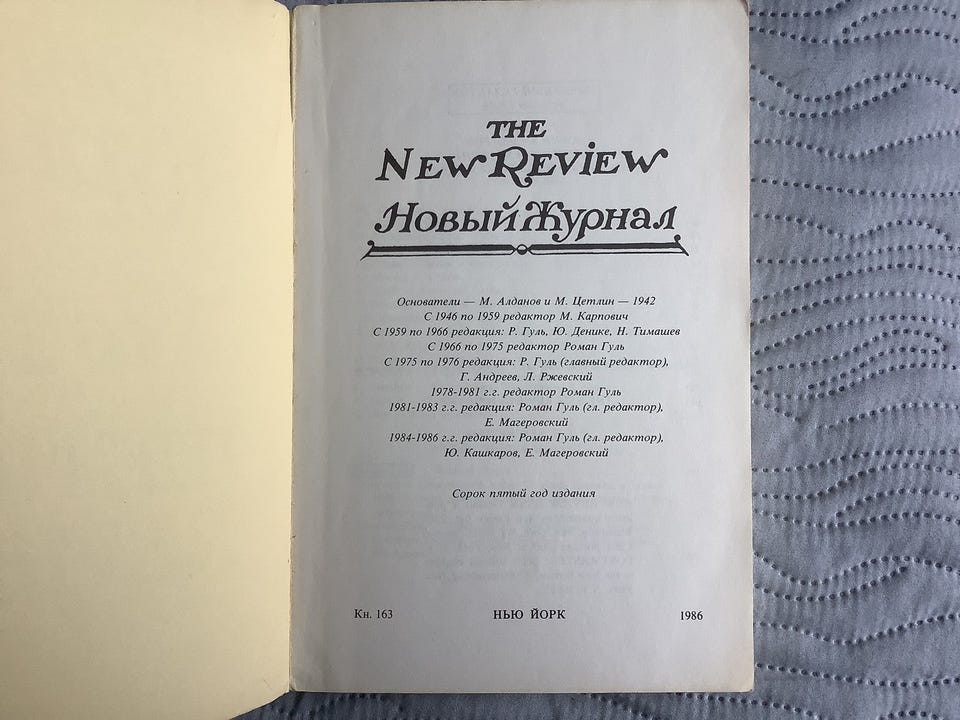 THE
NEW REVIEW
Новый Журнал
Основатели — М. Алданов и М. Цетлин — 1942
С 1946 по 1959 редактор М. Карпович
С 1959 по 1966 редакция: Р. Гуль, Ю. Денике, Н. Тимашев
С 1966 по 1975 редактор Роман Гуль
С 1975 по 1976 редакция: Р. Гуль (главный редактор),
Г. Андреев, Л. Ржевский
1978-1981 г.г. редактор Роман Гуль
1981-1983 г.г. редакция: Роман Гуль (гл. редактор),
Е. Магеровский
1984-1986 г.г. редакция: Роман Гуль (гл. редактор),
Ю. Кашкаров, Е. Магеровский
Сорок пятый год издания
Кн. 163 НЬЮ ЙОРК 1986